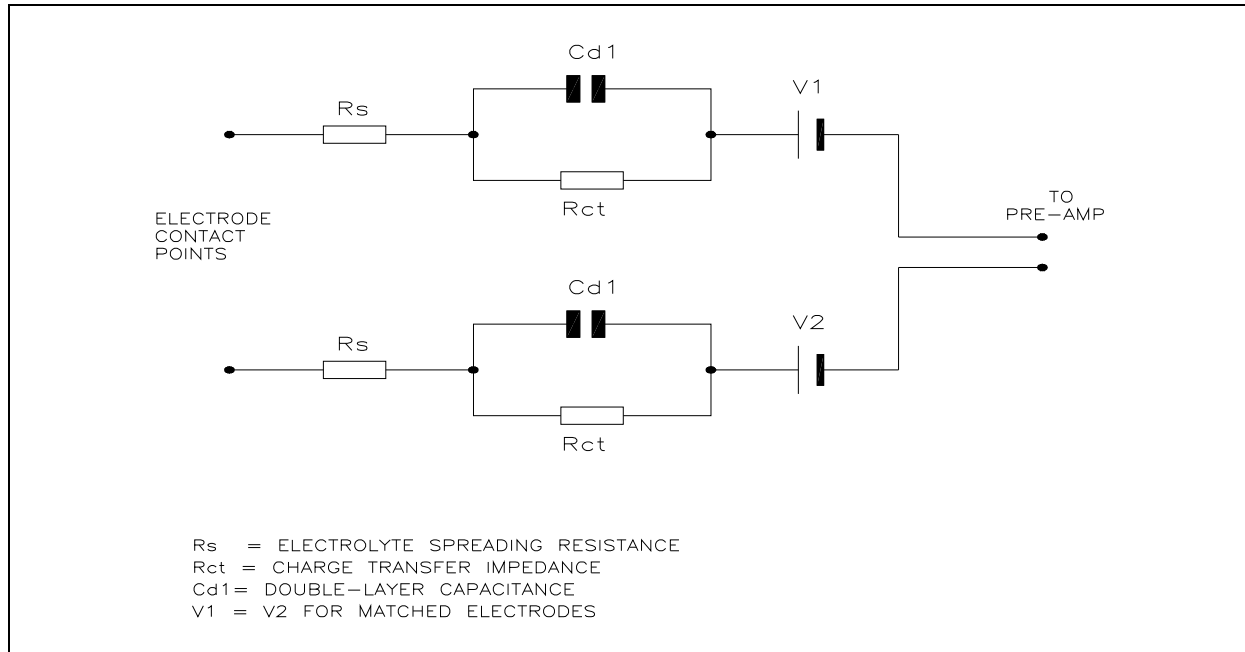 Cd1
V1
Rs
Rct
TO
PRE-AMP
ELECTRODE
CONTACT
POINTS
Cd1
V2
Rs
Rct
Rs = ELECTROLYTE SPREADING RESISTANCE
Rct = CHARGE TRANSFER IMPEDANCE
Cd1= DOUBLE-LAYER CAPACITANCE
V1 = V2 FOR MATCHED ELECTRODES